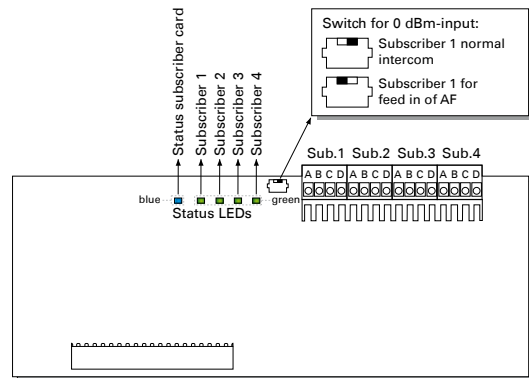 Switch for 0 dBm-input:
Subscriber 1 normal
intercom
Subscriber 1 for
feed in of AF
Status subscriber card
Subscriber 1
Subscriber 2
Subscriber 3
Subscriber 4
Sub.1 Sub.2 Sub.3 Sub.4
A B C D A B C D A B C D A B C D
blue
green
Status LEDs